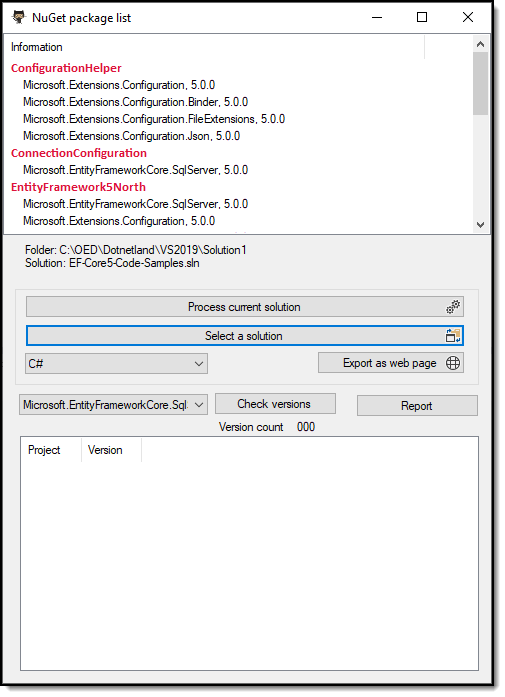 NuGet package list
Information
ConfigurationHelper
Microsoft.Extensions.Configuration, 5.0.0
Microsoft.Extensions.Configuration.Binder, 5.0.0
Microsoft.Extensions.Configuration.FileExtensions, 5.0.0
Microsoft.Extensions.Configuration.Json, 5.0.0
ConnectionConfiguration
Microsoft.EntityFrameworkCore.SqlServer, 5.0.0
EntityFramework5North
Microsoft.EntityFrameworkCore.SqlServer, 5.0.0
Microsoft.Extensions.Configuration, 5.0.0
Folder: C:\OED\Dotnetland\VS2019\Solution1
Solution: EF-Core5-Code-Samples.sln
Process current solution
Select a solution
C# Export as web page
Microsoft.EntityFrameworkCore.Sql Check versions Report
Version count 000
Project Version